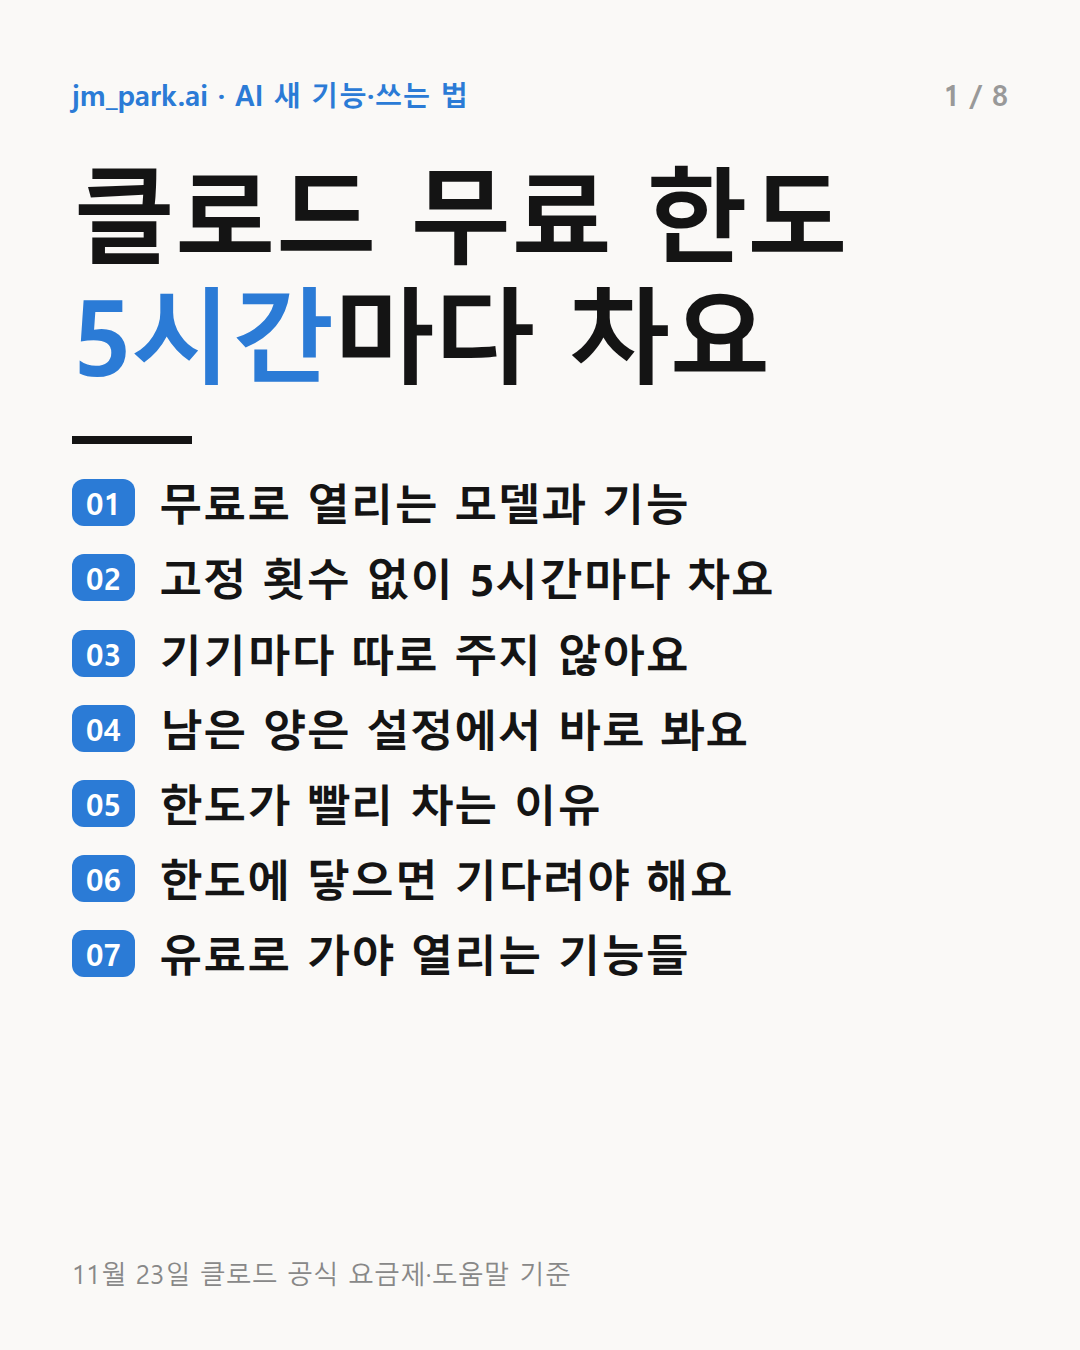 jm_park.ai · AI 새 기능·쓰는 법
1 / 8
클로드 무료 한도
5시간마다 차요
01 무료로 열리는 모델과 기능
02 고정 횟수 없이 5시간마다 차요
03 기기마다 따로 주지 않아요
04 남은 양은 설정에서 바로 봐요
05 한도가 빨리 차는 이유
06 한도에 닿으면 기다려야 해요
07 유료로 가야 열리는 기능들
11월 23일 클로드 공식 요금제·도움말 기준